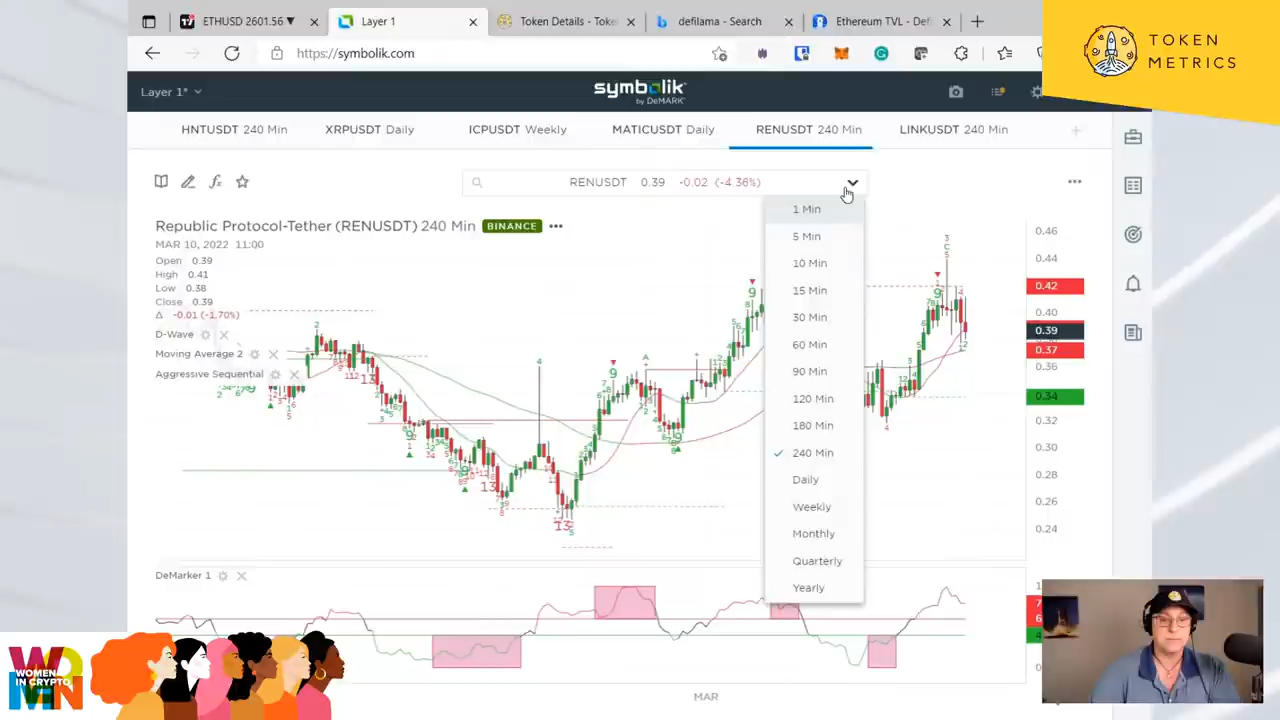 ETHUSD 2601.56 ▼
Layer 1
Token Details - Toke
defilama - Search
Ethereum TVL - Defi
https://symbolik.com
TOKEN
METRICS
Layer 1*
symbolik
by DeMARK
HNTUSDT 240 Min
XRPUSDT Daily
ICPUSDT Weekly
MATICUSDT Daily
RENUSDT 240 Min
LINKUSDT 240 Min
RENUSDT 0.39 -0.02 (-4.36%)
Republic Protocol-Tether (RENUSDT) 240 Min BINANCE
MAR 10, 2022 11:00
Open 0.39
High 0.41
Low 0.38
Close 0.39
Δ -0.01 (-1.70%)
D-Wave
Moving Average 2
Aggressive Sequential
1 Min
5 Min
10 Min
15 Min
30 Min
60 Min
90 Min
120 Min
180 Min
240 Min
Daily
Weekly
Monthly
Quarterly
Yearly
0.46
0.44
0.42
0.40
0.39
0.37
0.36
0.34
0.32
0.30
0.28
0.26
0.24
DeMarker 1
MAR
WOMEN
WOMEN
IN CRYPTO